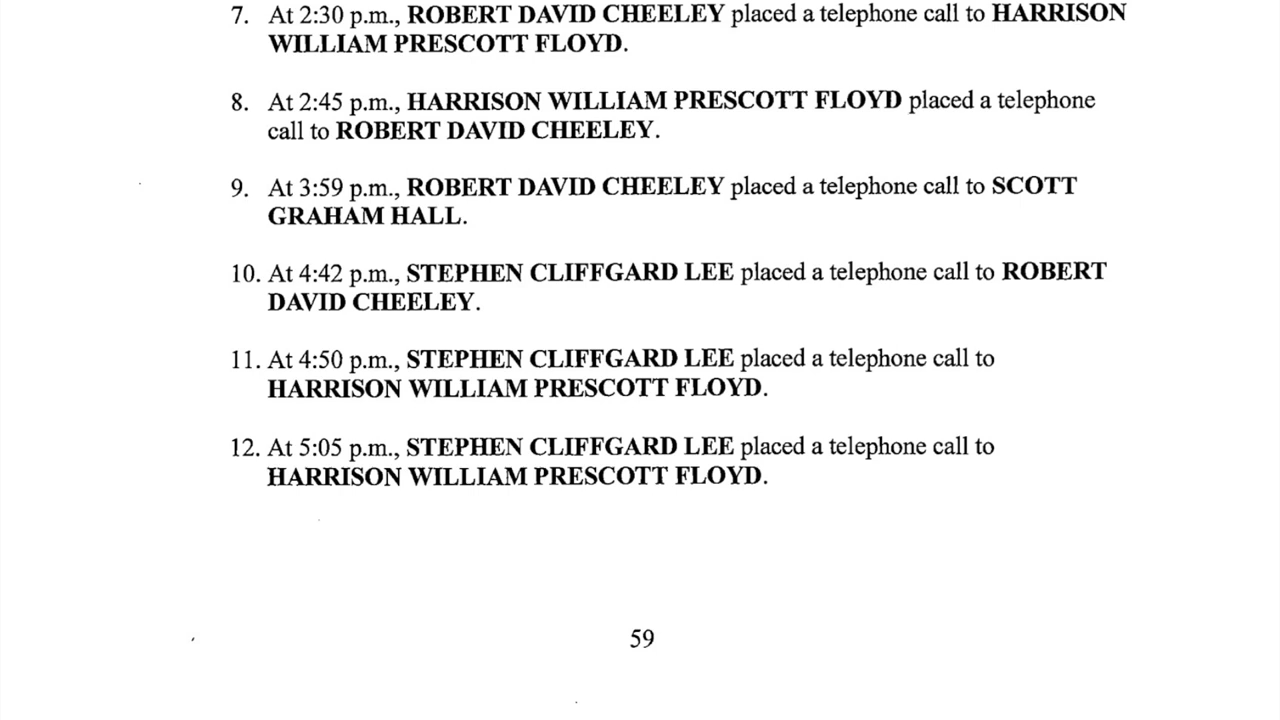 7. At 2:30 p.m., ROBERT DAVID CHEELEY placed a telephone call to HARRISON
WILLIAM PRESCOTT FLOYD.
8. At 2:45 p.m., HARRISON WILLIAM PRESCOTT FLOYD placed a telephone
call to ROBERT DAVID CHEELEY.
9. At 3:59 p.m., ROBERT DAVID CHEELEY placed a telephone call to SCOTT
GRAHAM HALL.
10. At 4:42 p.m., STEPHEN CLIFFGARD LEE placed a telephone call to ROBERT
DAVID CHEELEY.
11. At 4:50 p.m., STEPHEN CLIFFGARD LEE placed a telephone call to
HARRISON WILLIAM PRESCOTT FLOYD.
12. At 5:05 p.m., STEPHEN CLIFFGARD LEE placed a telephone call to
HARRISON WILLIAM PRESCOTT FLOYD.
59